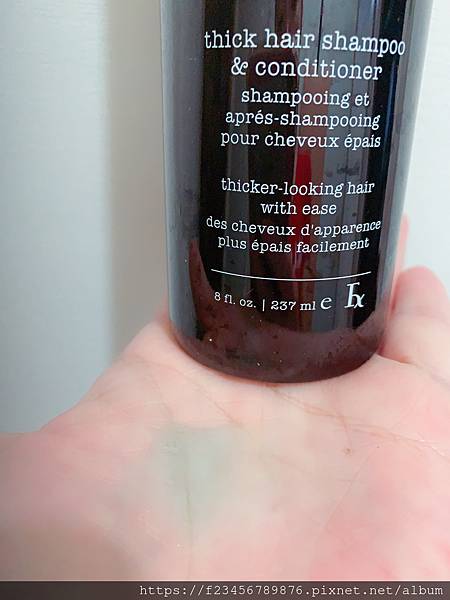 thick hair shampoo
& conditioner
shampooing et
aprés-shampooing
pour cheveux épais
thicker-looking hair
with ease
des cheveux d'apparence
plus épais facilement
8 fl. oz. | 237 ml e
https://f23456789876.pixnet.net/album